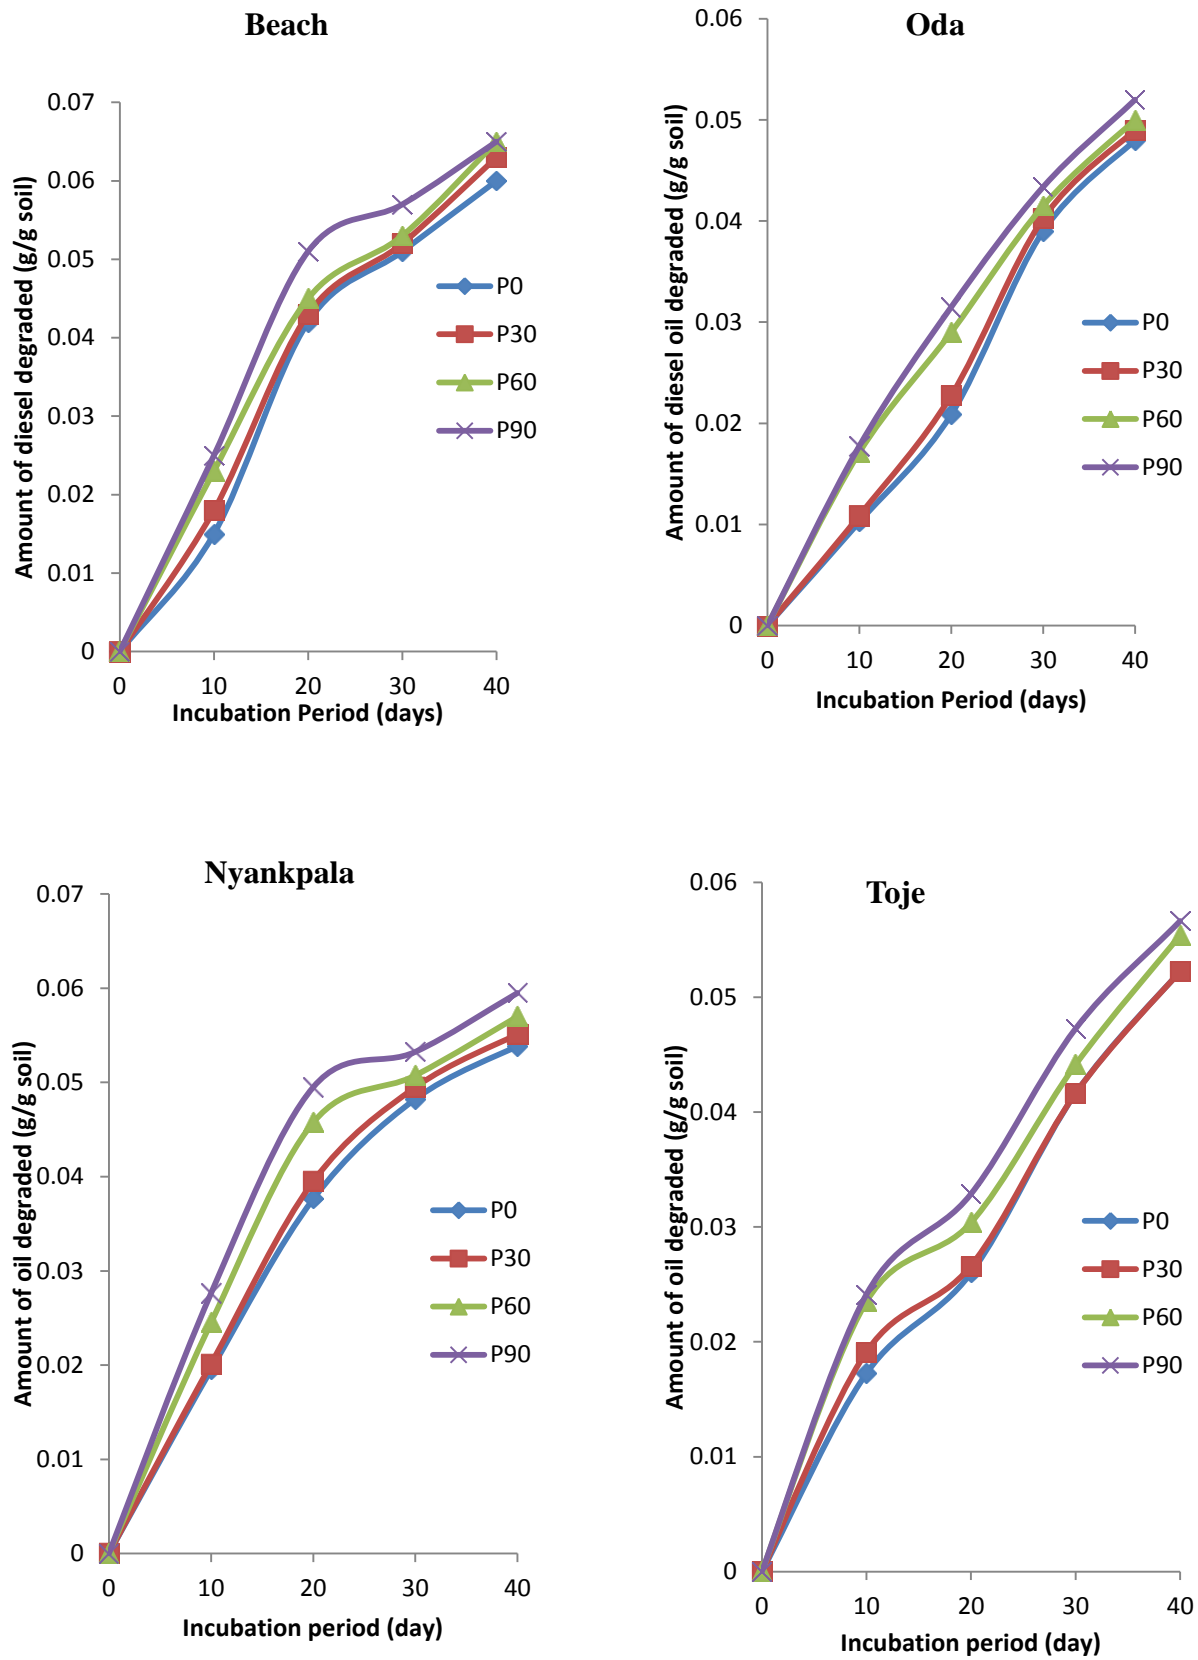 Beach
Amount of diesel degraded (g/g soil)
0.07
0.06
0.05
0.04
0.03
0.02
0.01
0
0 10 20 30 40
Incubation Period (days)
P0
P30
P60
P90
Oda
Amount of diesel oil degraded (g/g soil)
0.06
0.05
0.04
0.03
0.02
0.01
0
0 10 20 30 40
Incubation Period (days)
P0
P30
P60
P90
Nyankpala
Amount of oil degraded (g/g soil)
0.07
0.06
0.05
0.04
0.03
0.02
0.01
0
0 10 20 30 40
Incubation period (day)
P0
P30
P60
P90
Toje
Amount of oil degraded (g/g soil)
0.06
0.05
0.04
0.03
0.02
0.01
0
0 10 20 30 40
Incubation period (day)
P0
P30
P60
P90